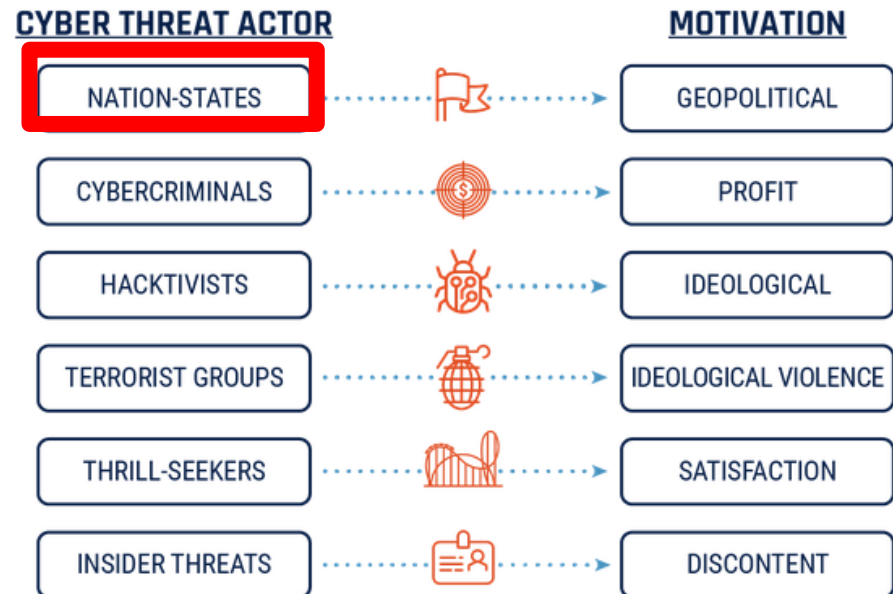 CYBER THREAT ACTOR MOTIVATION
NATION-STATES GEOPOLITICAL
CYBERCRIMINALS $ PROFIT
HACKTIVISTS IDEOLOGICAL
TERRORIST GROUPS IDEOLOGICAL VIOLENCE
THRILL-SEEKERS SATISFACTION
INSIDER THREATS DISCONTENT